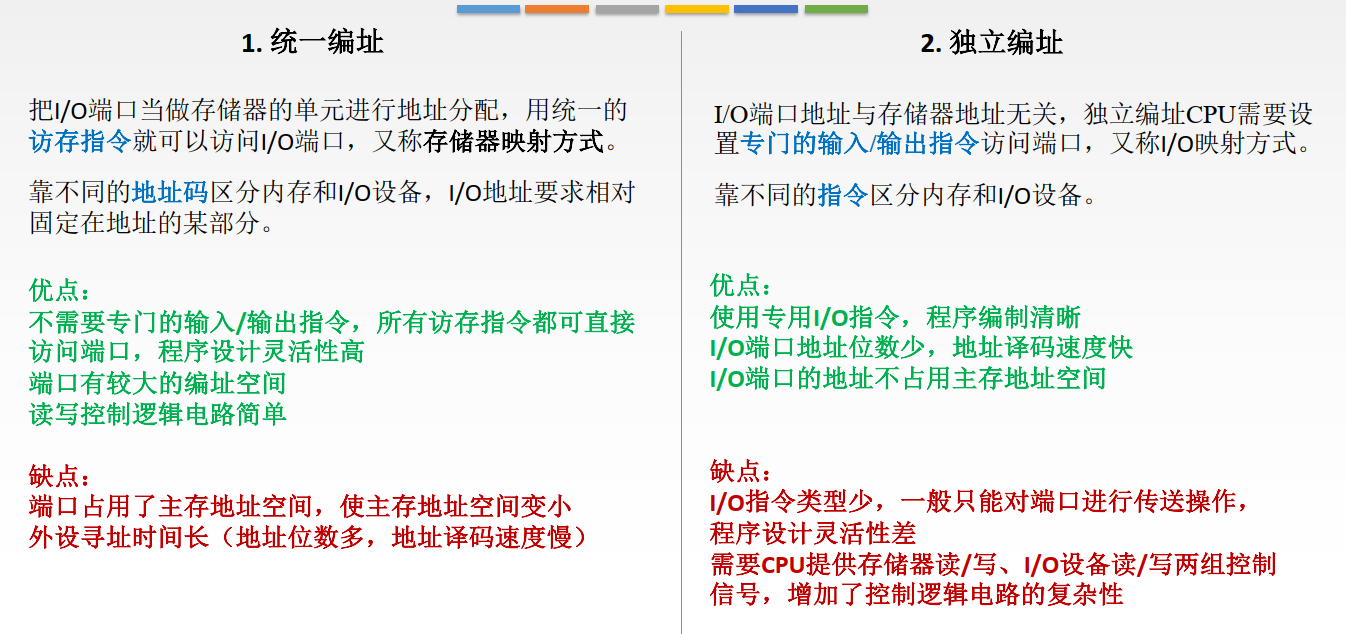 1. 统一编址
把I/O端口当做存储器的单元进行地址分配，用统一的
访存指令就可以访问I/O端口，又称存储器映射方式。
靠不同的地址码区分内存和I/O设备，I/O地址要求相对
固定在地址的某部分。
优点：
不需要专门的输入/输出指令，所有访存指令都可直接
访问端口，程序设计灵活性高
端口有较大的编址空间
读写控制逻辑电路简单
缺点：
端口占用了主存地址空间，使主存地址空间变小
外设寻址时间长（地址位数多，地址译码速度慢）
2. 独立编址
I/O端口地址与存储器地址无关，独立编址CPU需要设
置专门的输入/输出指令访问端口，又称I/O映射方式。
靠不同的指令区分内存和I/O设备。
优点：
使用专用I/O指令，程序编制清晰
I/O端口地址位数少，地址译码速度快
I/O端口的地址不占用主存地址空间
缺点：
I/O指令类型少，一般只能对端口进行传送操作，
程序设计灵活性差
需要CPU提供存储器读/写、I/O设备读/写两组控制
信号，增加了控制逻辑电路的复杂性